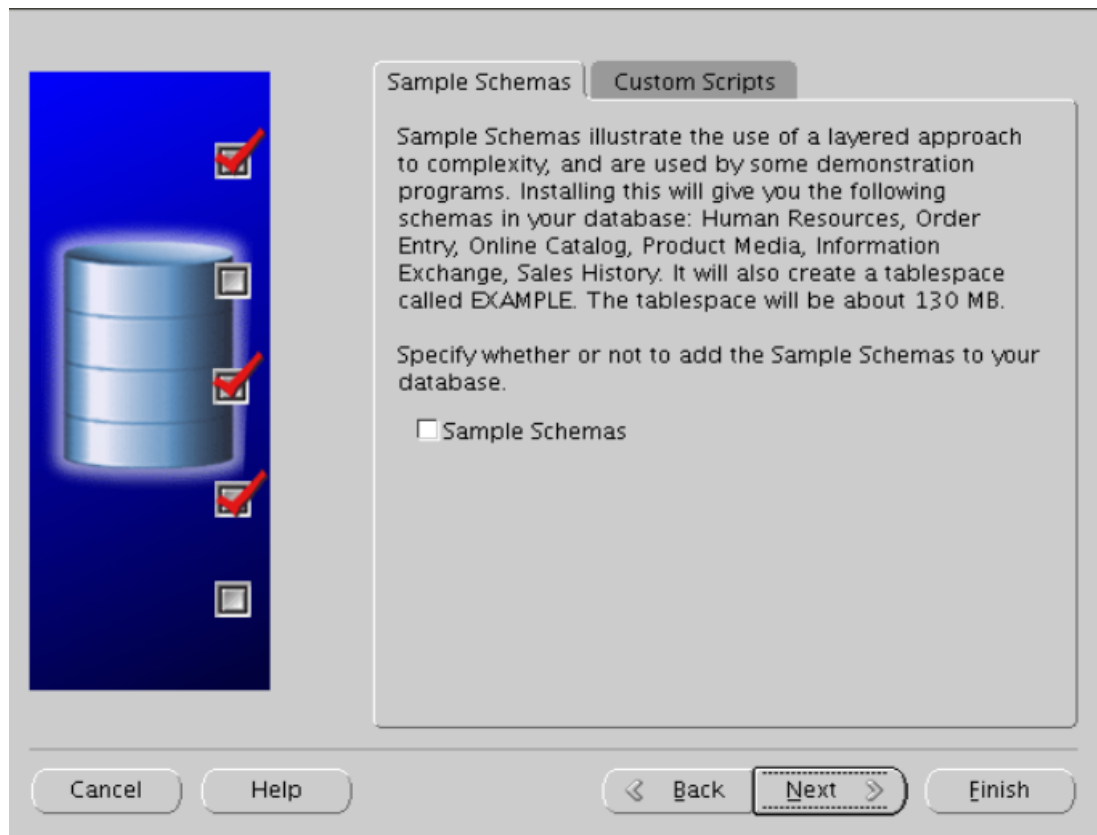 Sample Schemas
Custom Scripts
Sample Schemas illustrate the use of a layered approach
to complexity, and are used by some demonstration
programs. Installing this will give you the following
schemas in your database: Human Resources, Order
Entry, Online Catalog, Product Media, Information
Exchange, Sales History. It will also create a tablespace
called EXAMPLE. The tablespace will be about 130 MB.
Specify whether or not to add the Sample Schemas to your
database.
Sample Schemas
Cancel
Help
Back
Next
Finish